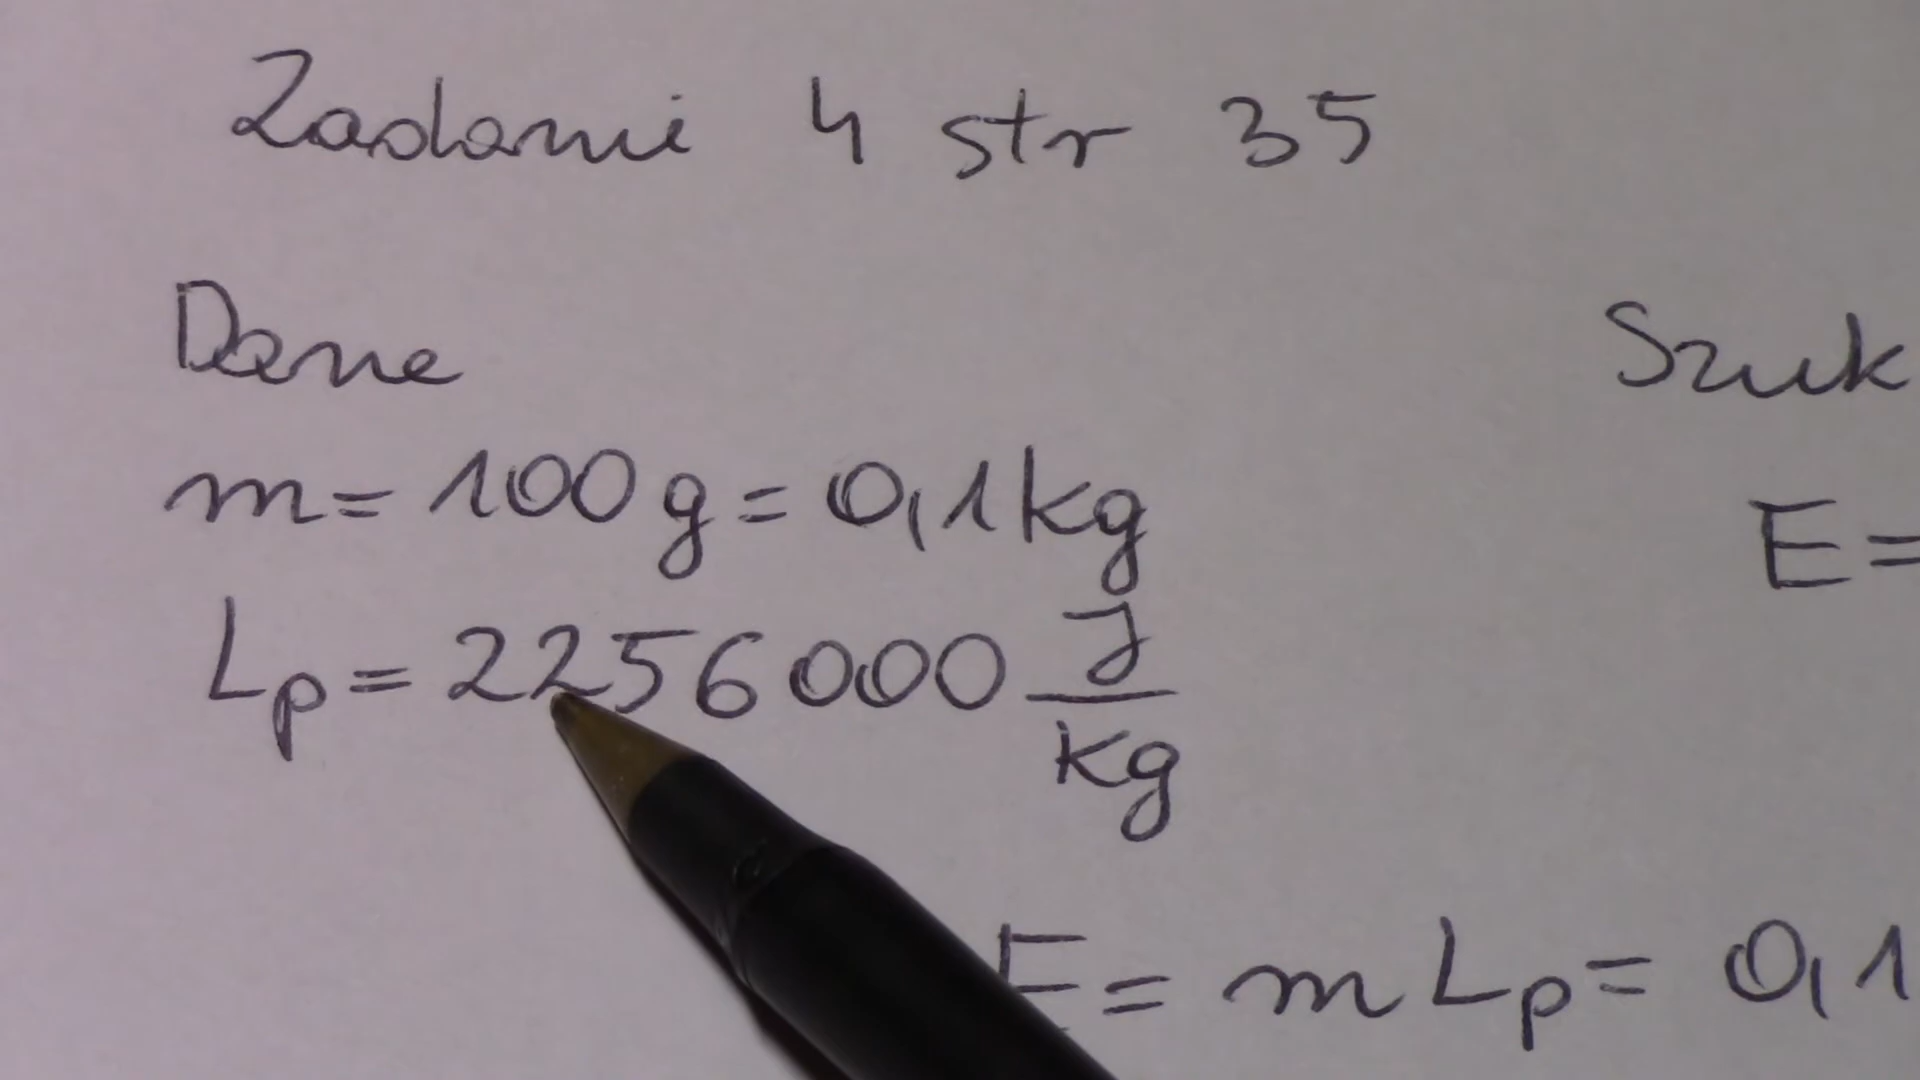 Zadanie 4 str 35
Dane
Szuk
m = 100 g = 0,1 kg
E =
Lp = 2256000 J/kg
E = m Lp = 0,1